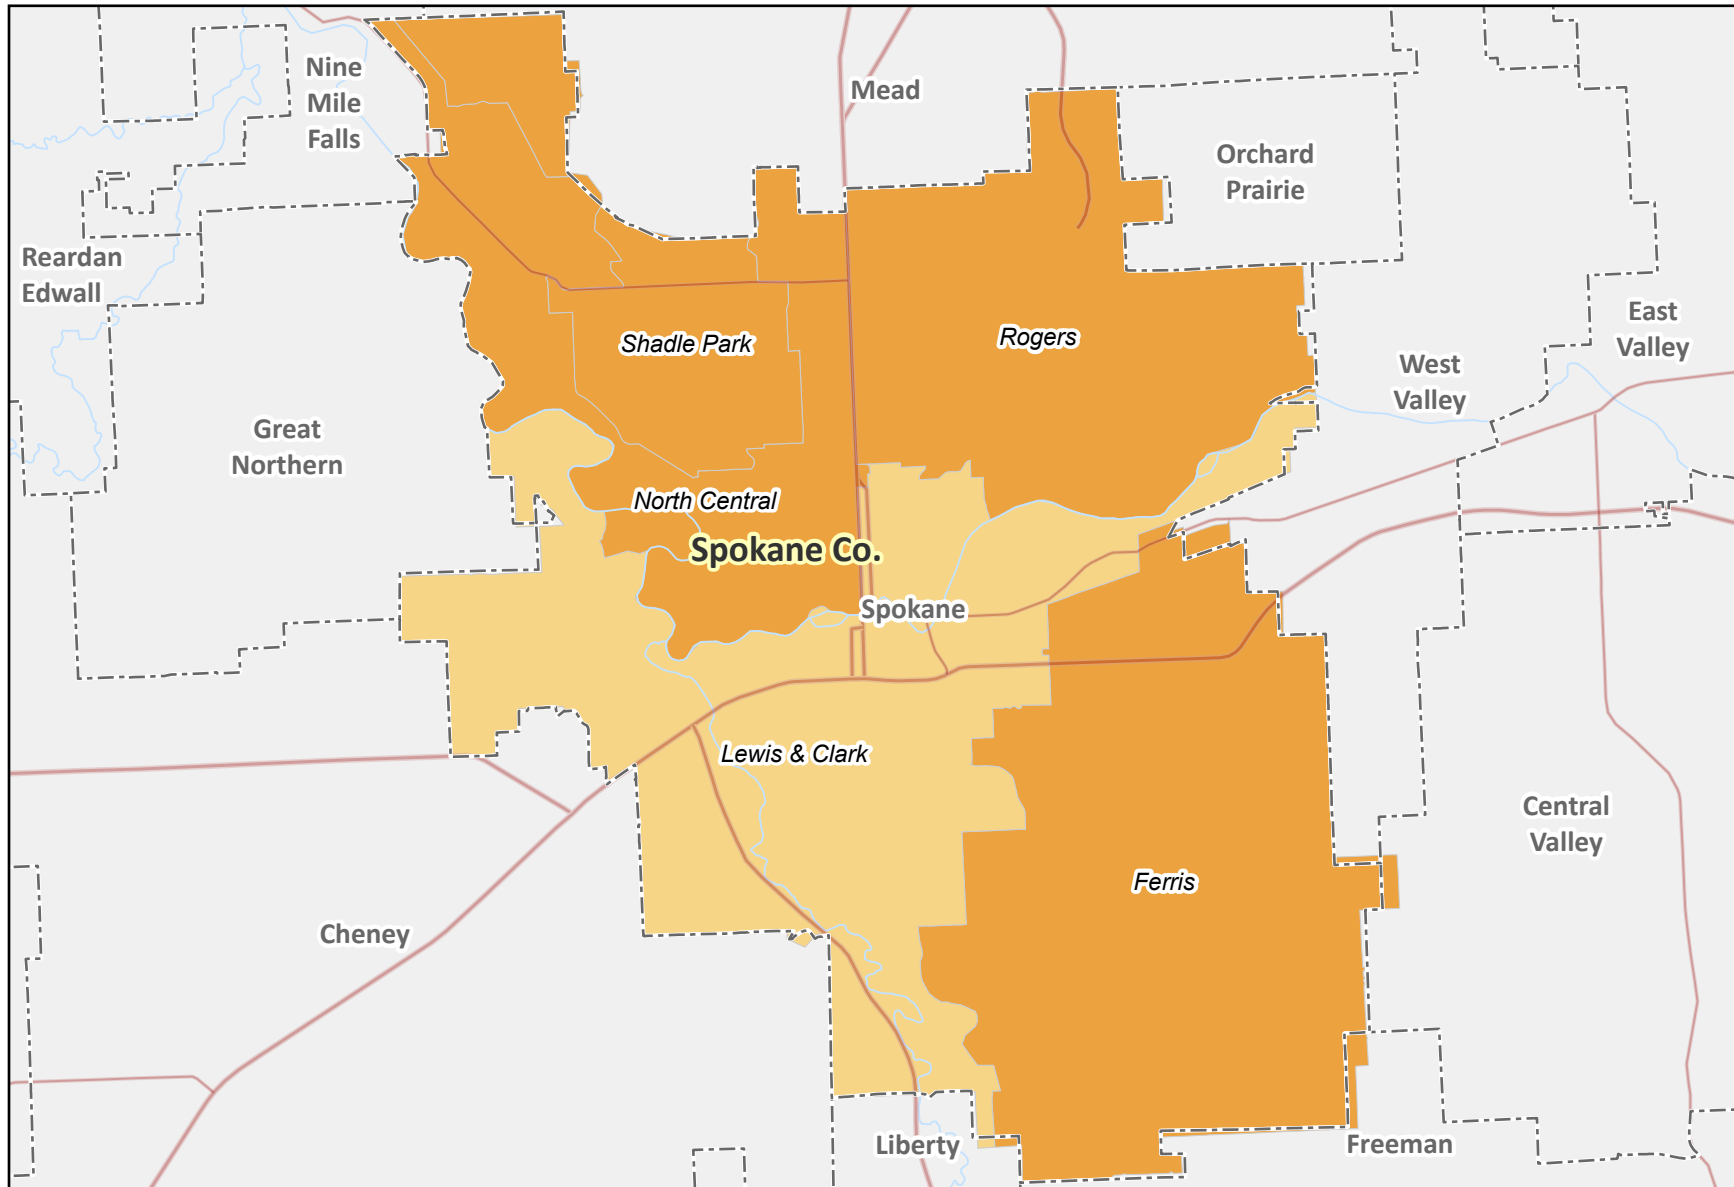 Nine
Mile
Falls
Mead
Orchard
Prairie
Reardan
Edwall
Shadle Park
Rogers
East
Valley
West
Valley
Great
Northern
North Central
Spokane Co.
Spokane
Lewis & Clark
Central
Valley
Ferris
Cheney
Liberty
Freeman